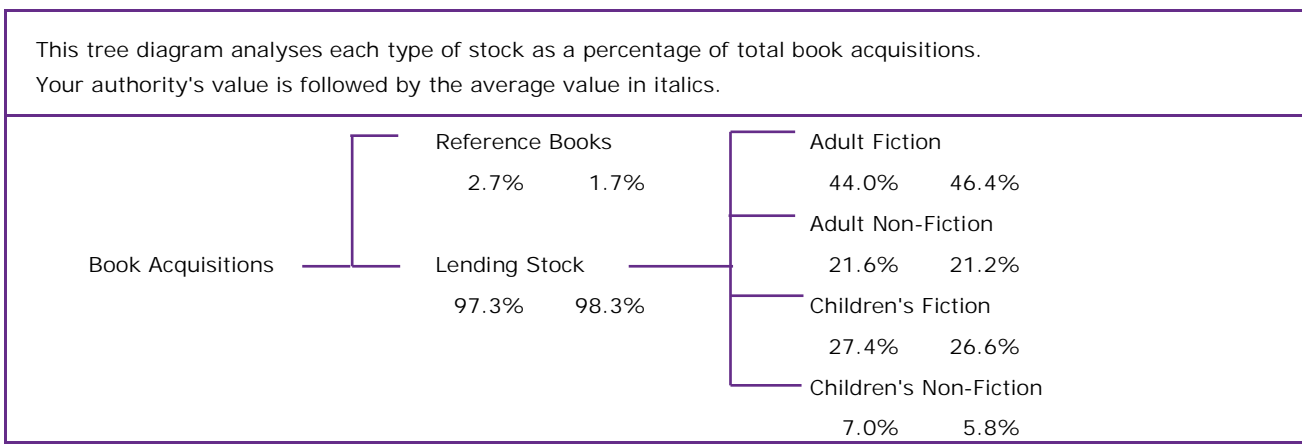 This tree diagram analyses each type of stock as a percentage of total book acquisitions.
Your authority's value is followed by the average value in italics.
Reference Books
2.7% 1.7%
Book Acquisitions
Lending Stock
97.3% 98.3%
Adult Fiction
44.0% 46.4%
Adult Non-Fiction
21.6% 21.2%
Children's Fiction
27.4% 26.6%
Children's Non-Fiction
7.0% 5.8%